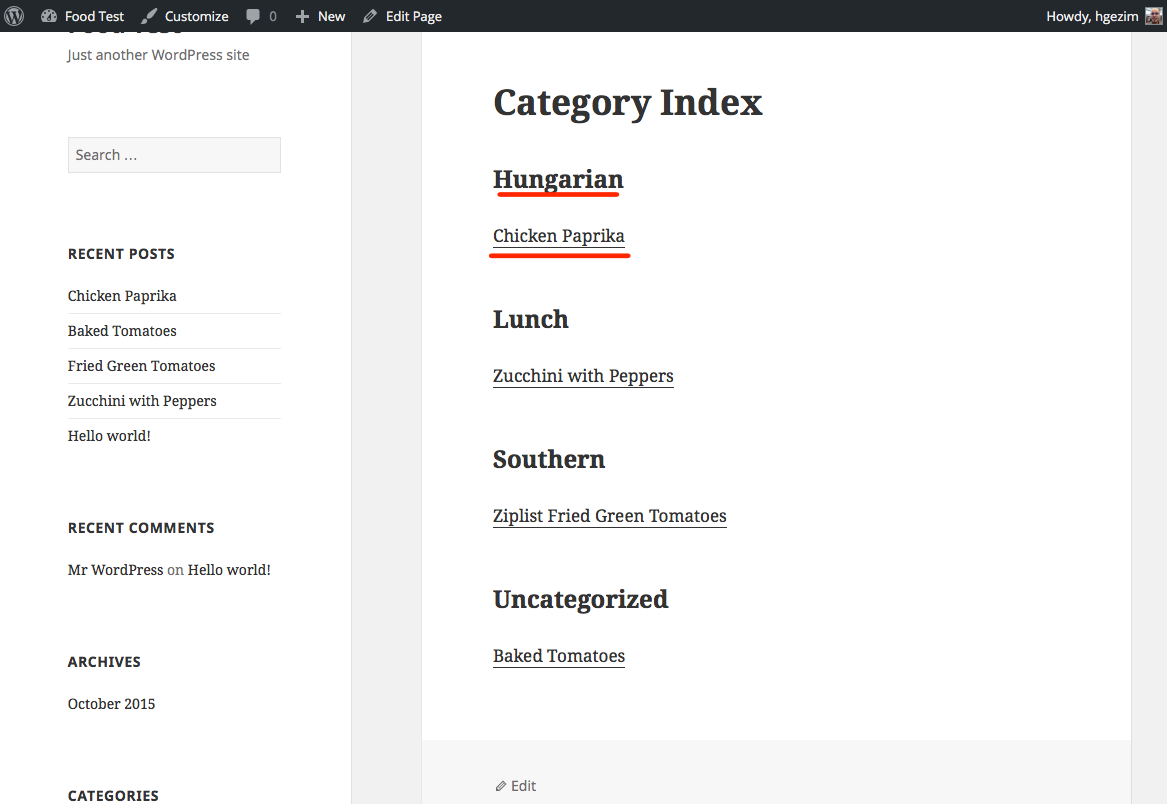 Food Test Customize 0 New Edit Page Howdy, hgezim
Food Test
Just another WordPress site
Search …
RECENT POSTS
Chicken Paprika
Baked Tomatoes
Fried Green Tomatoes
Zucchini with Peppers
Hello world!
RECENT COMMENTS
Mr WordPress on Hello world!
ARCHIVES
October 2015
CATEGORIES
Category Index
Hungarian
Chicken Paprika
Lunch
Zucchini with Peppers
Southern
Ziplist Fried Green Tomatoes
Uncategorized
Baked Tomatoes
Edit